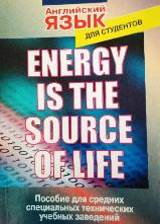 Английский
ЯЗЫК
ДЛЯ СТУДЕНТОВ
ENERGY
IS THE
SOURCE
OF LIFE
Пособие для средних
специальных технических
учебных заведений